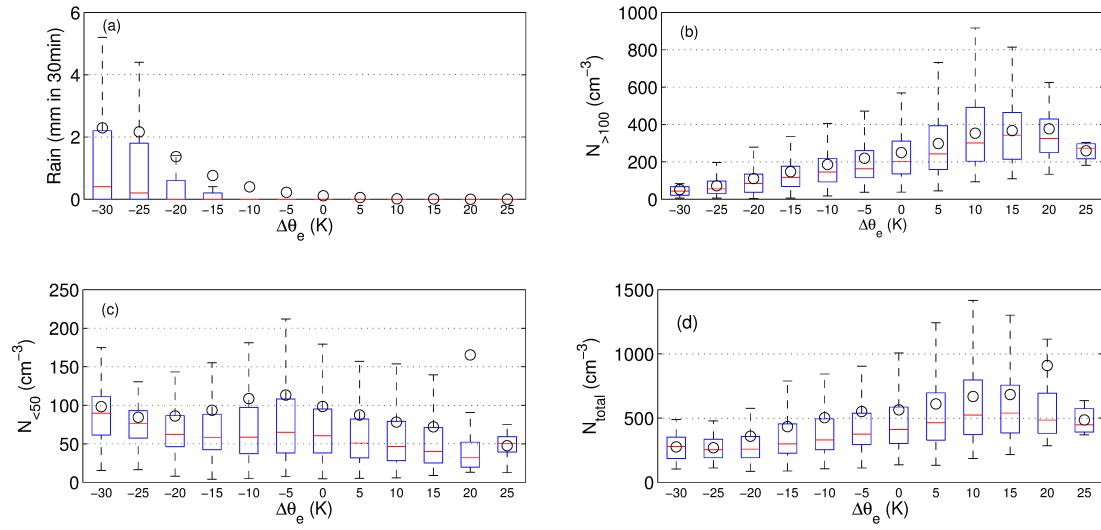 (a)
Rain (mm in 30min)
6
4
2
0
−30 −25 −20 −15 −10 −5 0 5 10 15 20 25
Δθe (K)
(b)
N>100 (cm−3)
1000
800
600
400
200
0
−30 −25 −20 −15 −10 −5 0 5 10 15 20 25
Δθe (K)
(c)
N<50 (cm−3)
250
200
150
100
50
0
−30 −25 −20 −15 −10 −5 0 5 10 15 20 25
Δθe (K)
(d)
Ntotal (cm−3)
1500
1000
500
0
−30 −25 −20 −15 −10 −5 0 5 10 15 20 25
Δθe (K)